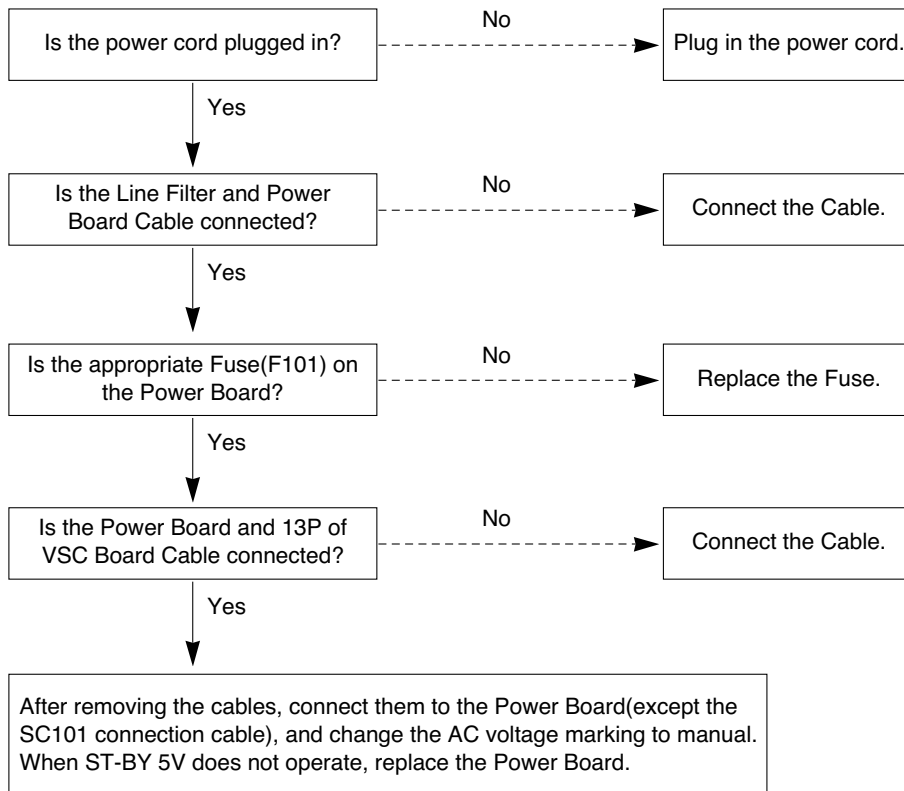 Is the power cord plugged in?
No
Plug in the power cord.
Yes
Is the Line Filter and Power
Board Cable connected?
No
Connect the Cable.
Yes
Is the appropriate Fuse(F101) on
the Power Board?
No
Replace the Fuse.
Yes
Is the Power Board and 13P of
VSC Board Cable connected?
No
Connect the Cable.
Yes
After removing the cables, connect them to the Power Board(except the
SC101 connection cable), and change the AC voltage marking to manual.
When ST-BY 5V does not operate, replace the Power Board.